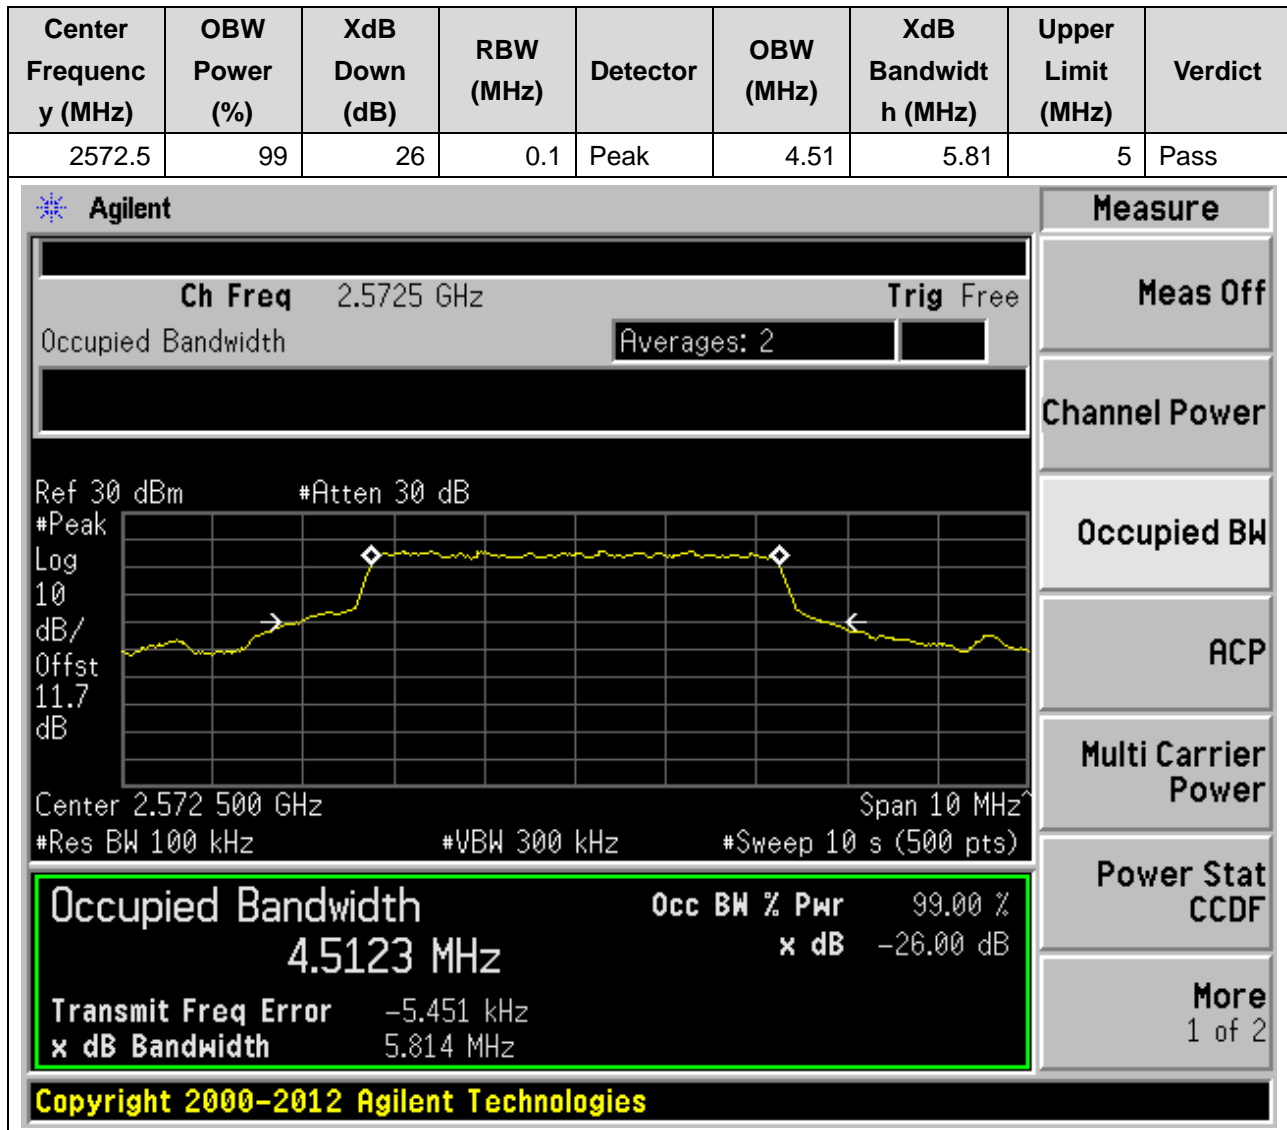 Center Frequenc y (MHz) OBW Power (%) XdB Down (dB) RBW (MHz) Detector OBW (MHz) XdB Bandwidt h (MHz) Upper Limit (MHz) Verdict
2572.5 99 26 0.1 Peak 4.51 5.81 5 Pass
Agilent
Measure
Ch Freq 2.5725 GHz Trig Free
Meas Off
Occupied Bandwidth
Averages: 2
Channel Power
Ref 30 dBm #Atten 30 dB
#Peak
Log
10
dB/
Offst
11.7
dB
Occupied BW
ACP
Multi Carrier
Power
Center 2.572 500 GHz Span 10 MHz^
#Res BW 100 kHz #VBW 300 kHz #Sweep 10 s (500 pts)
Power Stat
CCDF
Occupied Bandwidth
4.5123 MHz
Occ BW % Pwr 99.00 %
x dB -26.00 dB
Transmit Freq Error -5.451 kHz
x dB Bandwidth 5.814 MHz
More
1 of 2
Copyright 2000-2012 Agilent Technologies